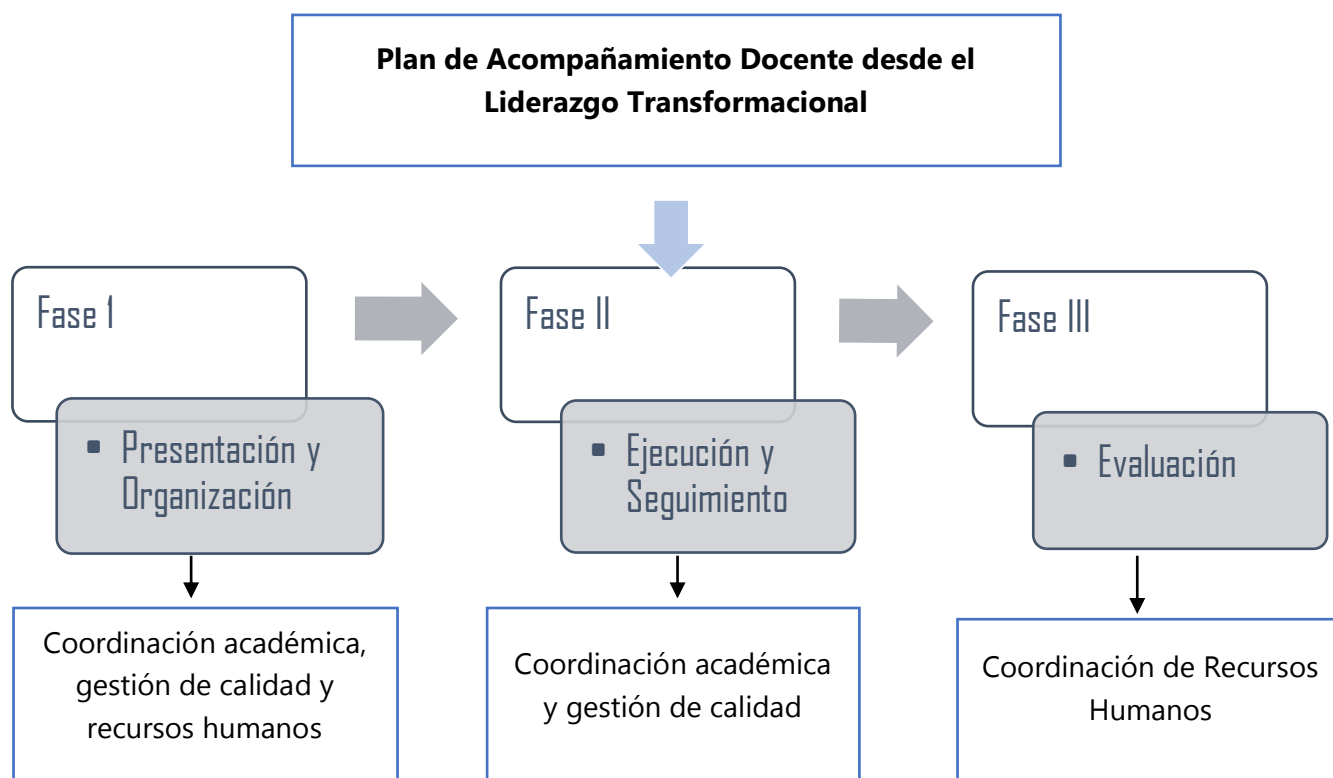 Plan de Acompañamiento Docente desde el
Liderazgo Transformacional
Fase 1
▪ Presentación y
Organización
Coordinación académica,
gestión de calidad y
recursos humanos
Fase II
▪ Ejecución y
Seguimiento
Coordinación académica
y gestión de calidad
Fase III
▪ Evaluación
Coordinación de Recursos
Humanos